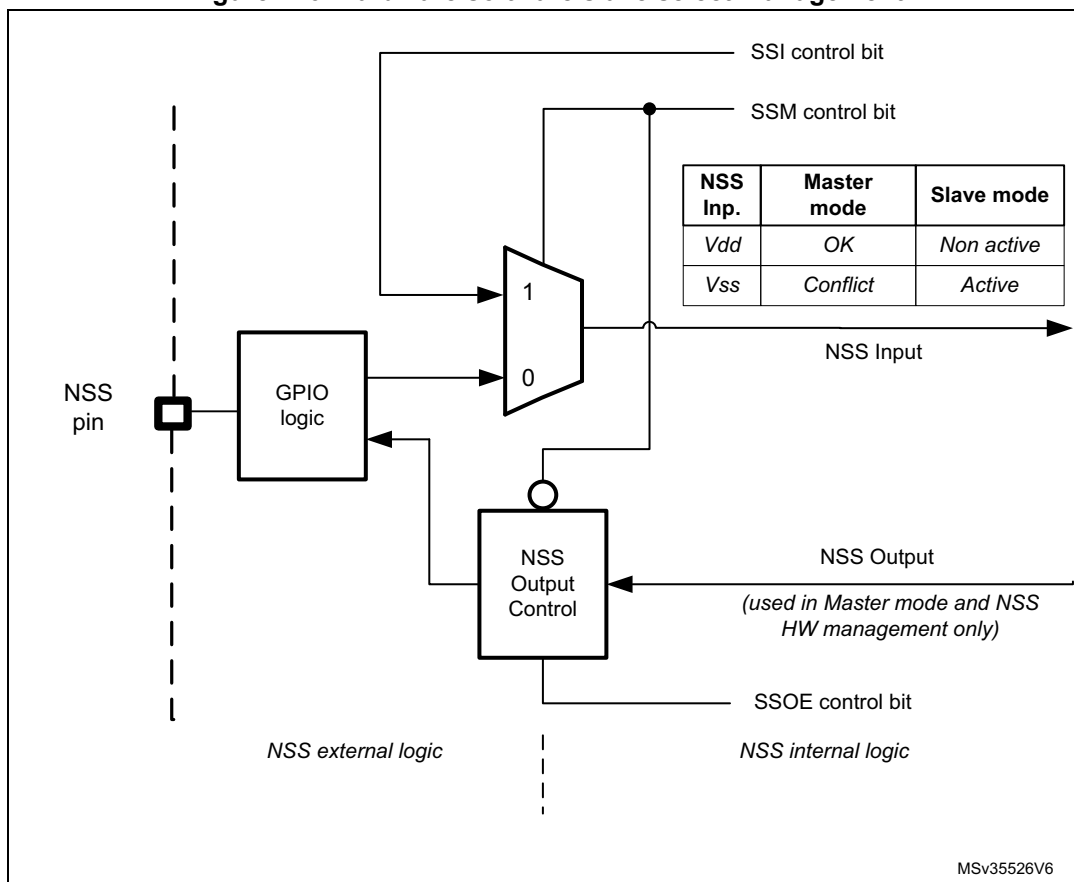 SSI control bit
SSM control bit
NSS Inp. Master mode Slave mode
Vdd OK Non active
Vss Conflict Active
1
NSS Input
0
GPIO
logic
NSS
pin
NSS
Output
Control
NSS Output
(used in Master mode and NSS
HW management only)
SSOE control bit
NSS external logic
NSS internal logic
MSv35526V6